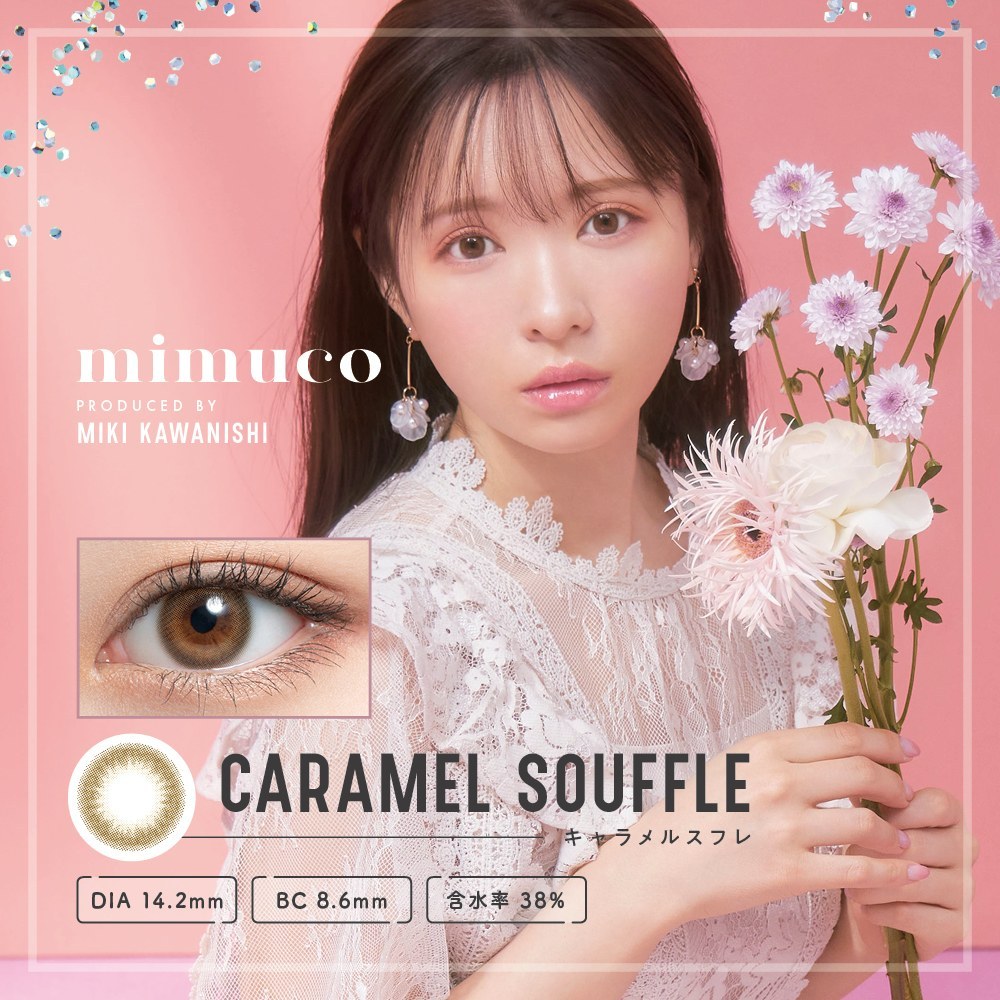 mimuco
PRODUCED BY
MIKI KAWANISHI
CARAMEL SOUFFLE
キャラメルスフレ
DIA 14.2mm
BC 8.6mm
含水率 38%